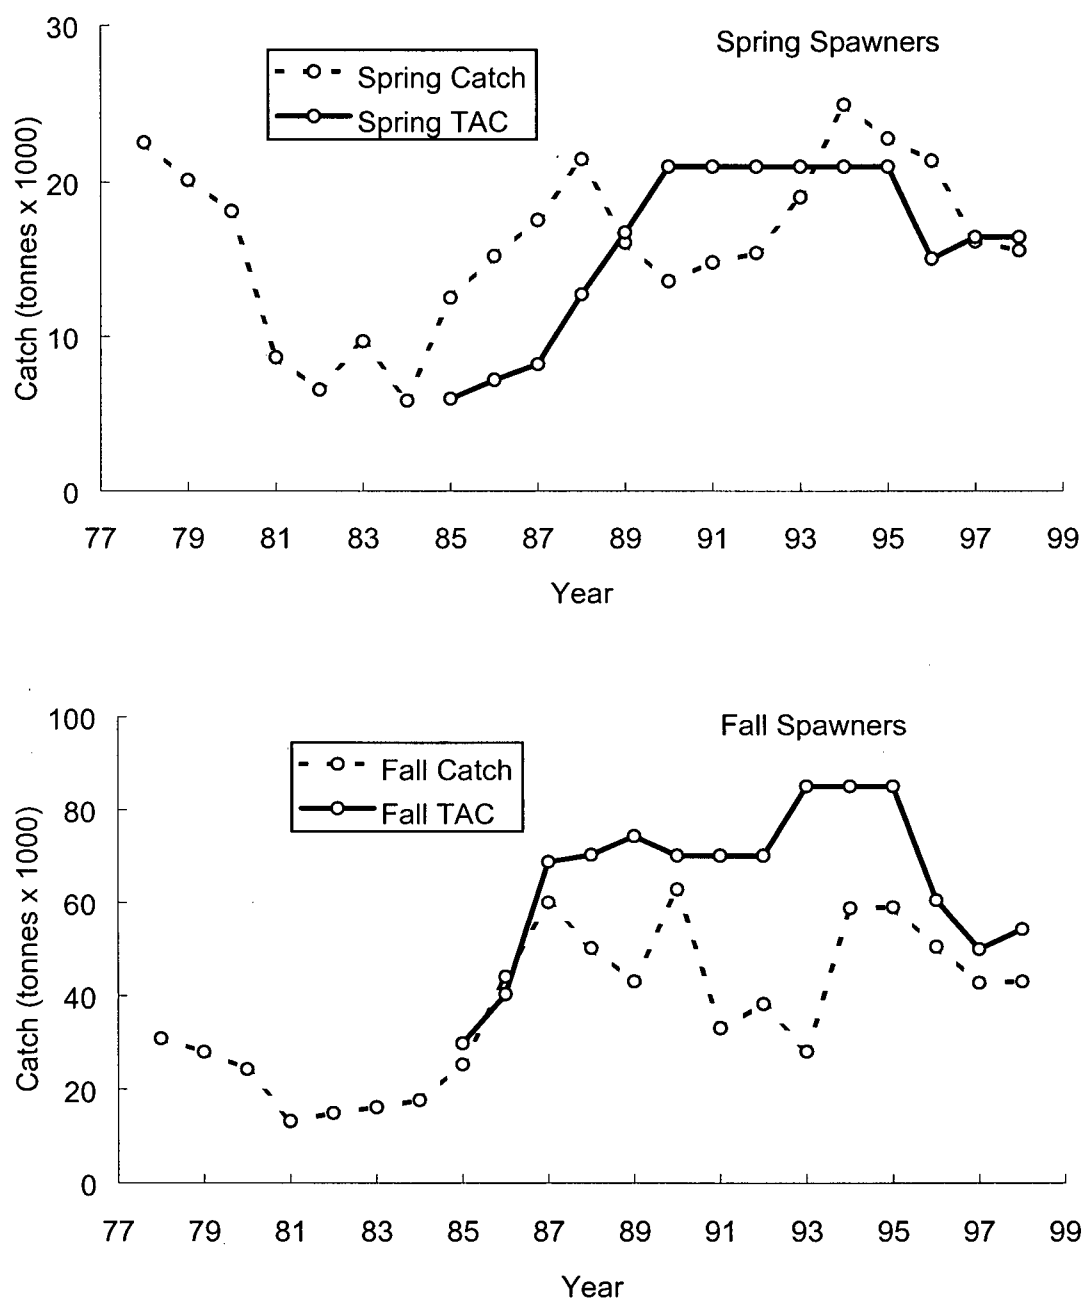 Spring Spawners
Spring Catch
Spring TAC
Catch (tonnes x 1000)
30
20
10
0
77 79 81 83 85 87 89 91 93 95 97 99
Year
Fall Spawners
Fall Catch
Fall TAC
Catch (tonnes x 1000)
100
80
60
40
20
0
77 79 81 83 85 87 89 91 93 95 97 99
Year